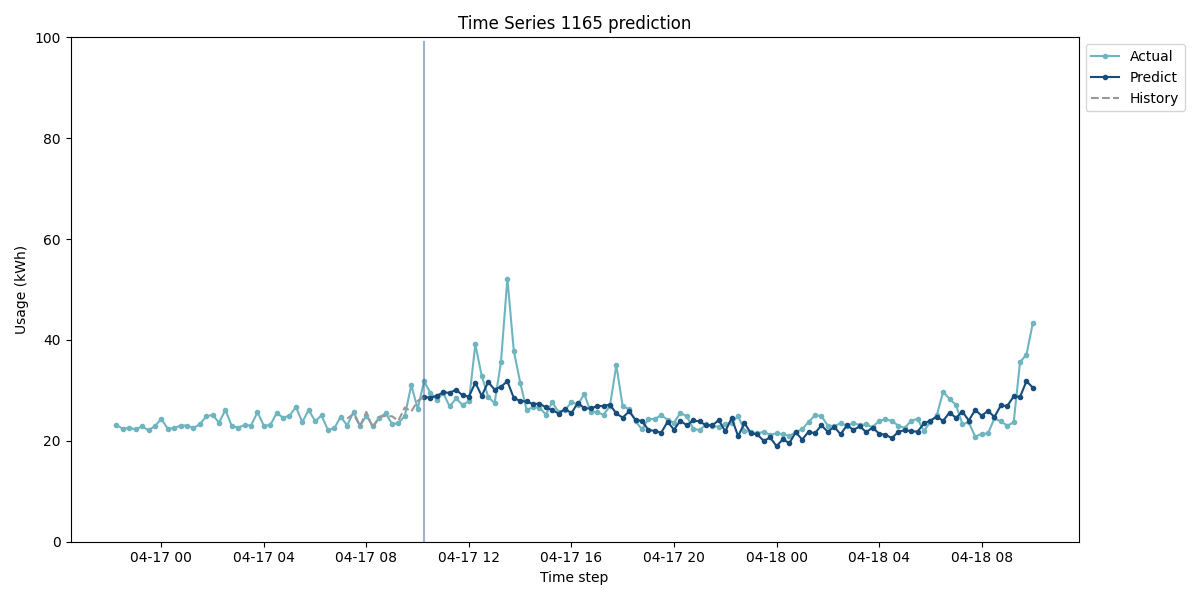 Time Series 1165 prediction
Usage (kWh)
100
80
60
40
20
0
04-17 00
04-17 04
04-17 08
04-17 12
04-17 16
04-17 20
04-18 00
04-18 04
04-18 08
Time step
Actual
Predict
History